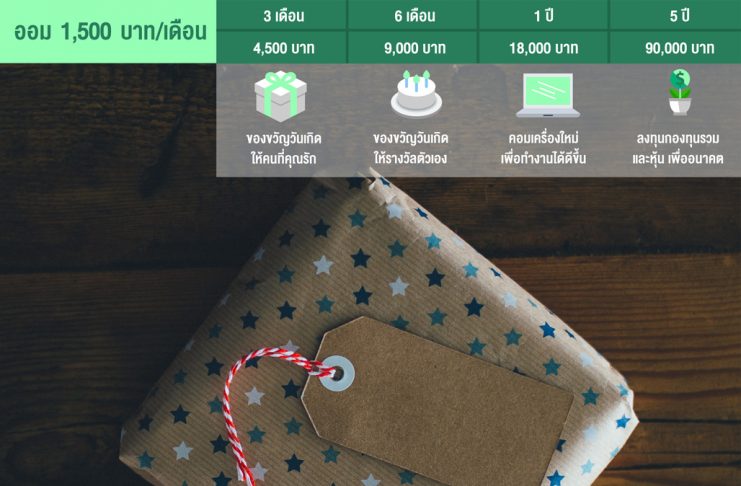 ออม 1,500 บาท/เดือน
3 เดือน 6 เดือน 1 ปี 5 ปี
4,500 บาท 9,000 บาท 18,000 บาท 90,000 บาท
ของขวัญวันเกิด
ให้คนที่คุณรัก
ของขวัญวันเกิด
ให้รางวัลตัวเอง
คอมเครื่องใหม่
เพื่อทำงานได้ดีขึ้น
$
ลงทุนกองทุนรวม
และหุ้น เพื่ออนาคต